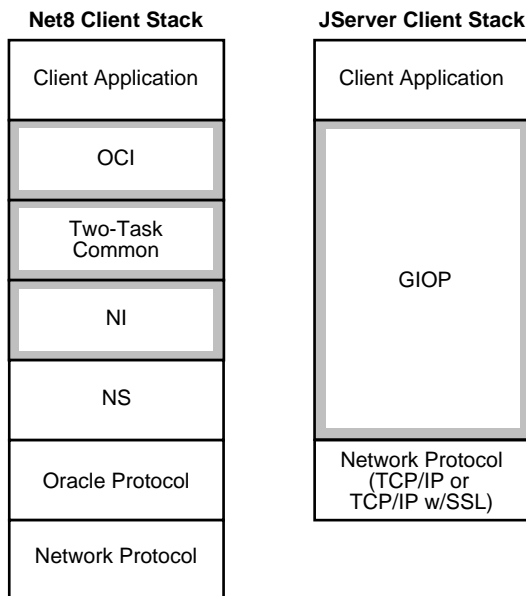 Net8 Client Stack
Client Application
OCI
Two-Task
Common
NI
NS
Oracle Protocol
Network Protocol
JServer Client Stack
Client Application
GIOP
Network Protocol
(TCP/IP or
TCP/IP w/SSL)